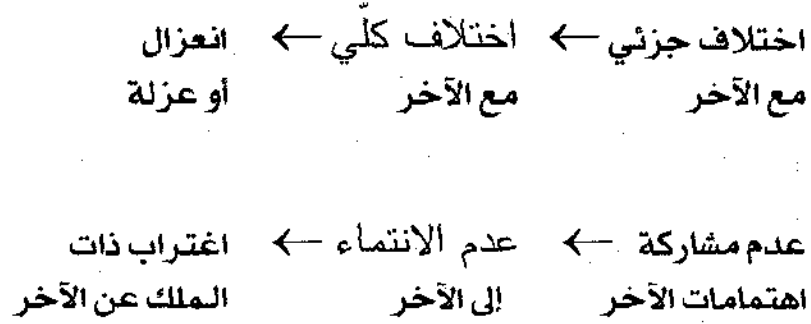 اختلاف جزئي ← اختلاف كلّي ← انعزال
مع الآخر مع الآخر أو عزلة
عدم مشاركة ← عدم الانتماء ← اغتراب ذات
اهتمامات الآخر إلى الآخر الملك عن الآخر